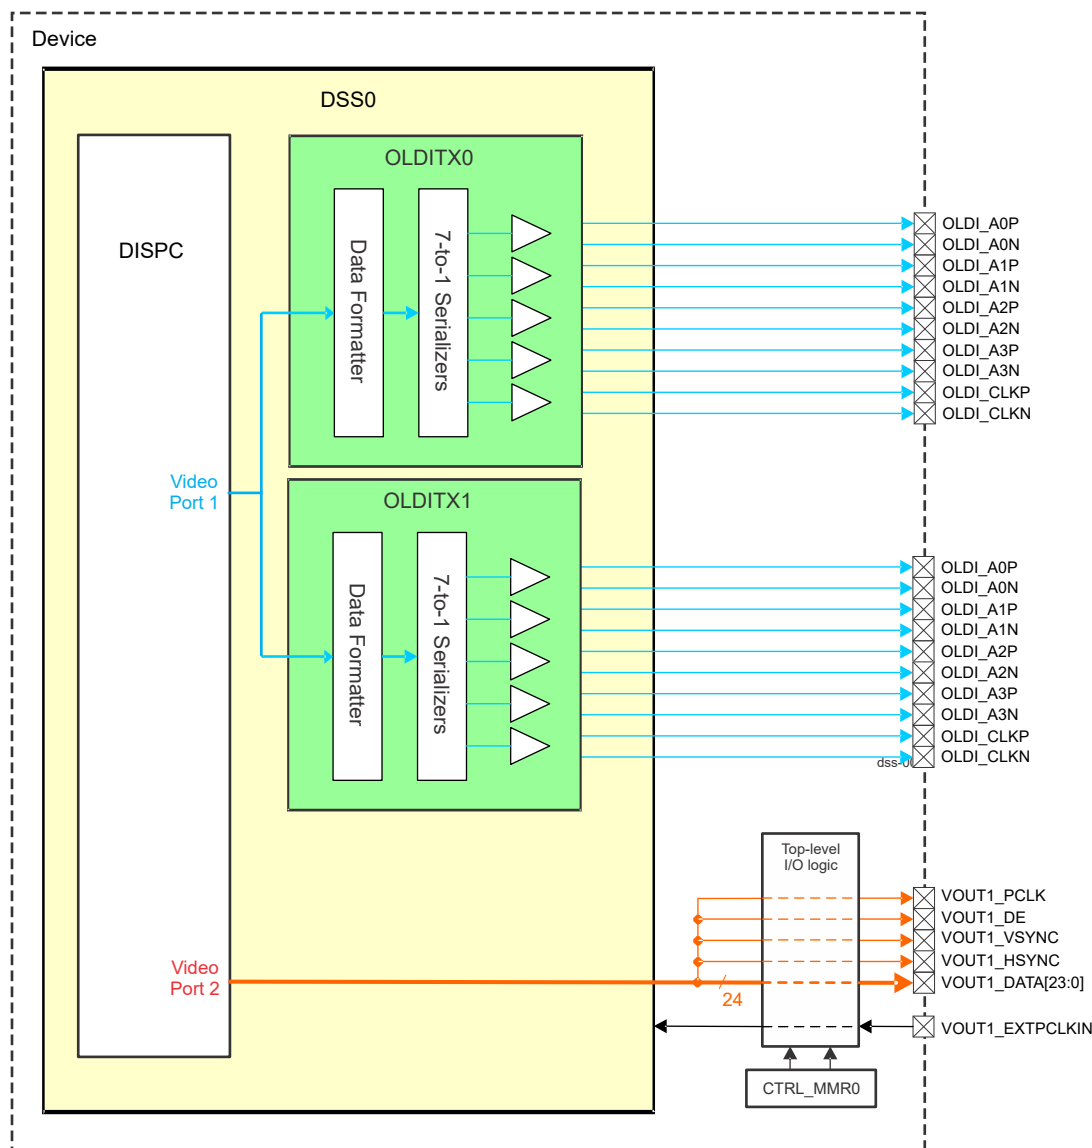 Device
DSS0
DISPC
OLDITX0
Data Formatter
7-to-1 Serializers
OLDI_A0P
OLDI_A0N
OLDI_A1P
OLDI_A1N
OLDI_A2P
OLDI_A2N
OLDI_A3P
OLDI_A3N
OLDI_CLKP
OLDI_CLKN
Video
Port 1
OLDITX1
Data Formatter
7-to-1 Serializers
OLDI_A0P
OLDI_A0N
OLDI_A1P
OLDI_A1N
OLDI_A2P
OLDI_A2N
OLDI_A3P
OLDI_A3N
OLDI_CLKP
OLDI_CLKN
Top-level
I/O logic
VOUT1_PCLK
VOUT1_DE
VOUT1_VSYNC
VOUT1_HSYNC
VOUT1_DATA[23:0]
Video
Port 2
24
VOUT1_EXTPCLKIN
CTRL_MMR0